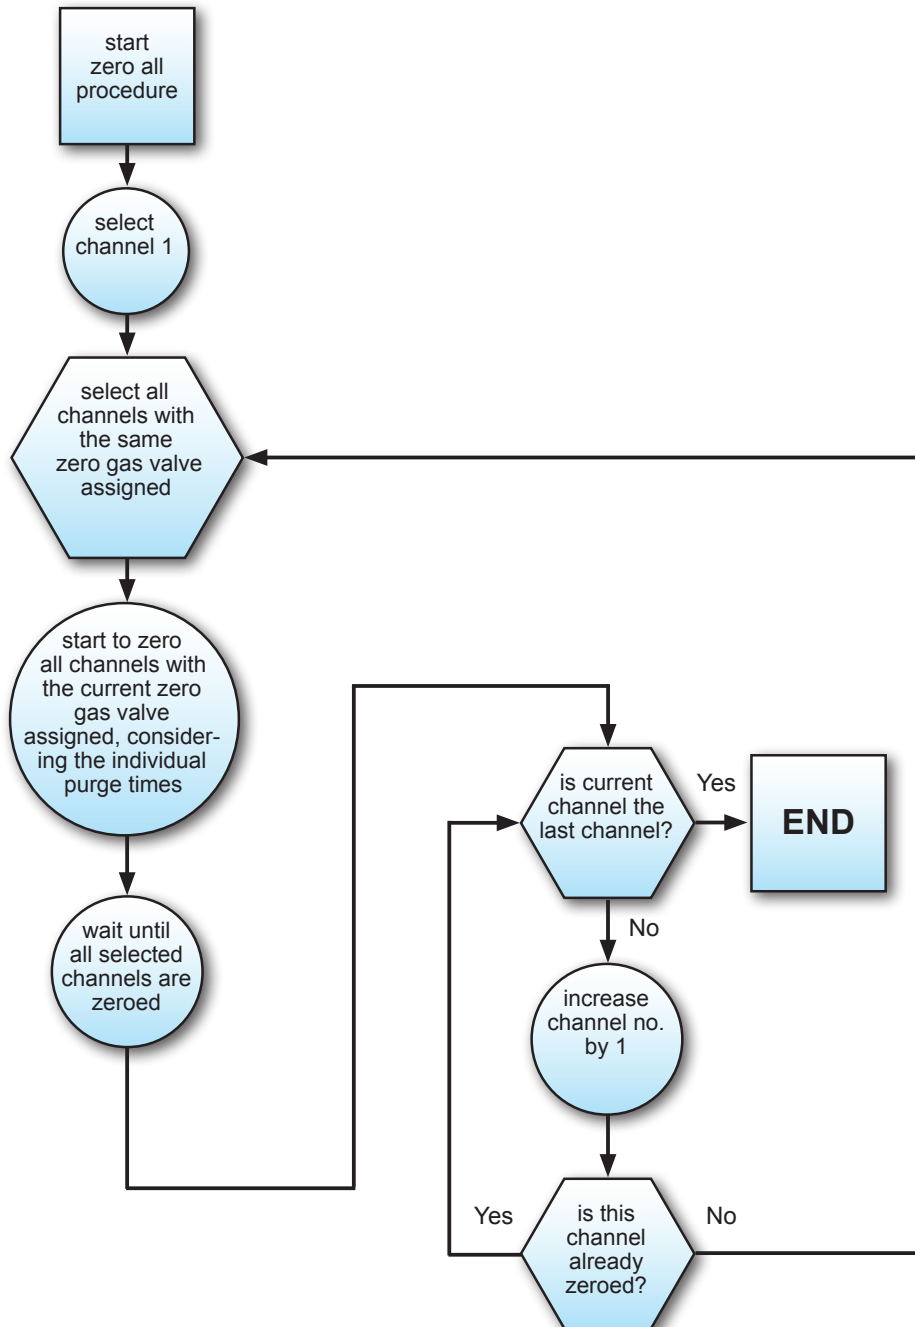 start
zero all
procedure
select
channel 1
select all
channels with
the same
zero gas valve
assigned
start to zero
all channels with
the current zero
gas valve
assigned, consider-
ing the individual
purge times
wait until
all selected
channels are
zeroed
is current
channel the
last channel?
Yes
END
No
increase
channel no.
by 1
is this
channel
already
zeroed?
Yes
No